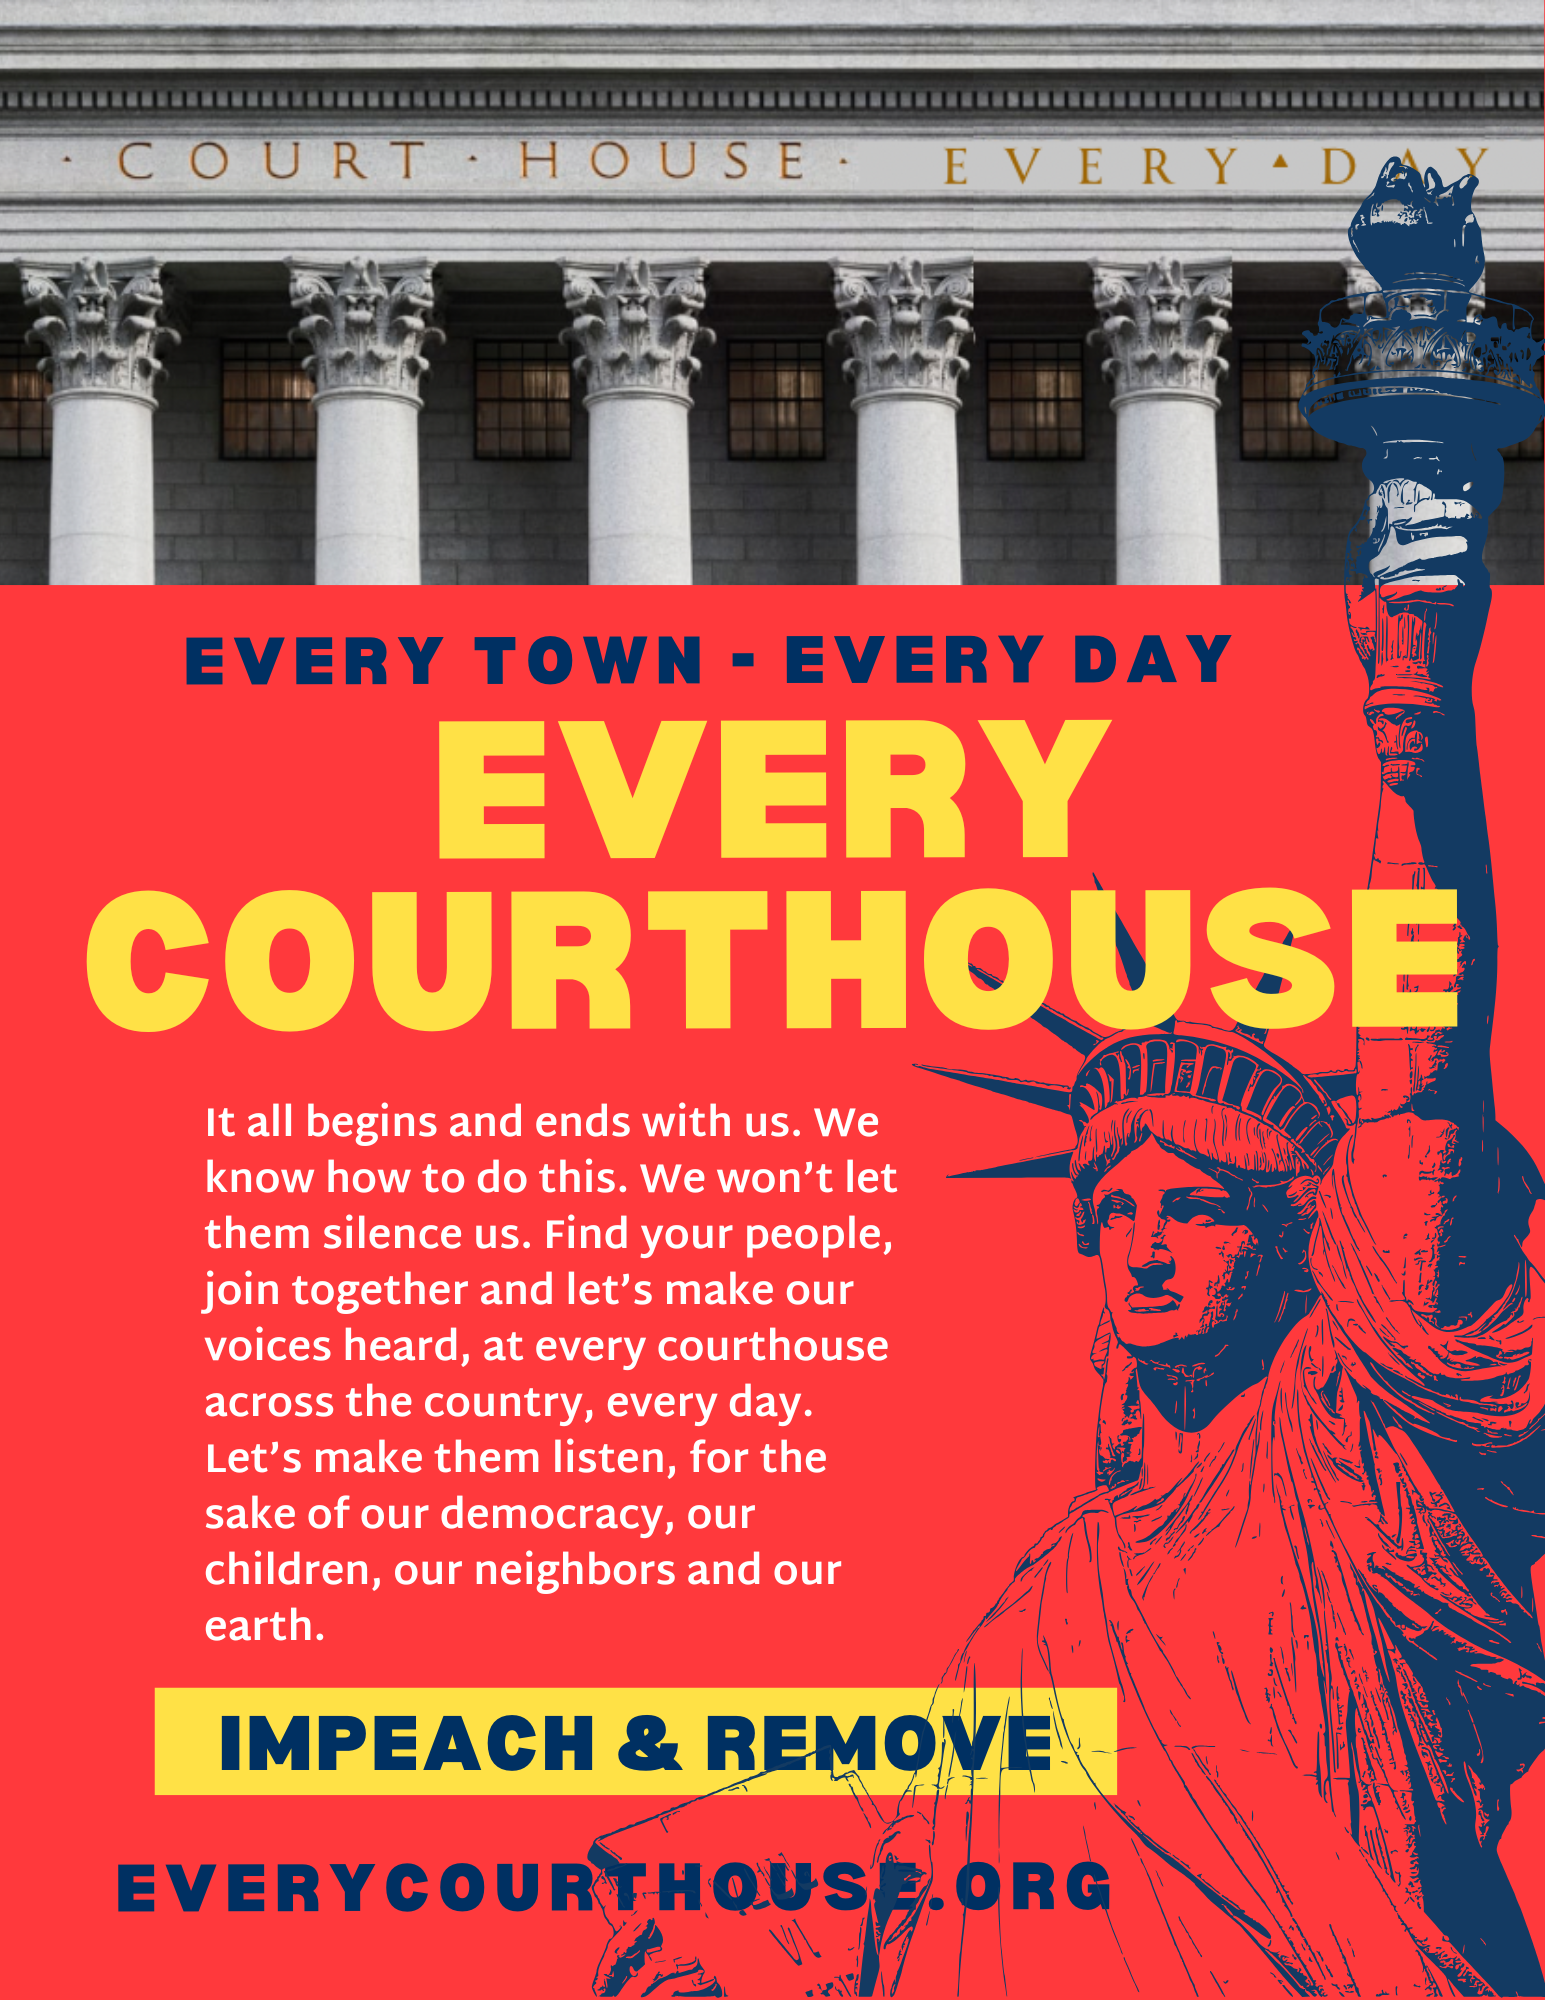 · COURT · HOUSE · EVERY ▲ DAY
EVERY TOWN - EVERY DAY
EVERY
COURTHOUSE
It all begins and ends with us. We
know how to do this. We won’t let
them silence us. Find your people,
join together and let’s make our
voices heard, at every courthouse
across the country, every day.
Let’s make them listen, for the
sake of our democracy, our
children, our neighbors and our
earth.
IMPEACH & REMOVE
EVERYCOURTHOUSE.ORG